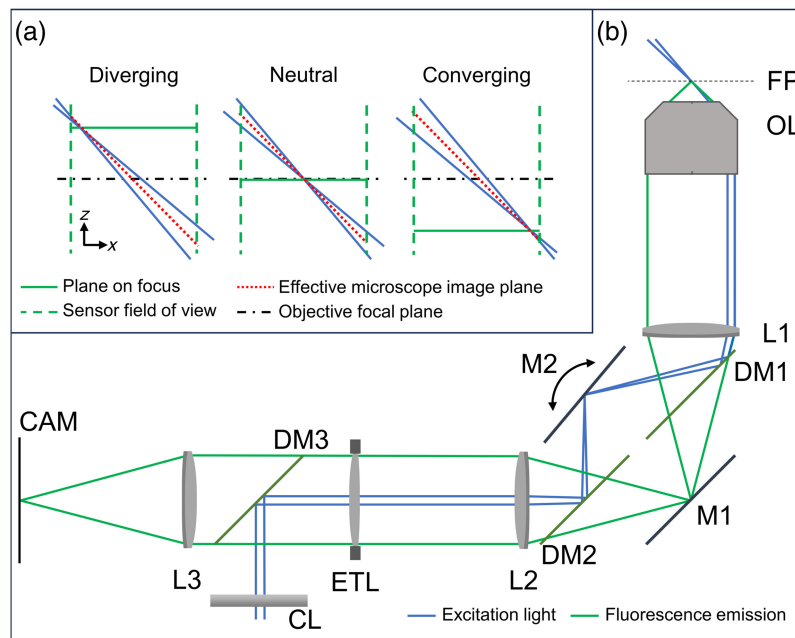 (a)
Diverging Neutral Converging
z
x
Plane on focus
Effective microscope image plane
Sensor field of view
Objective focal plane
(b)
FP
OL
L1
M2
DM1
CAM
DM3
M1
DM2
L3
ETL
L2
CL
Excitation light
Fluorescence emission